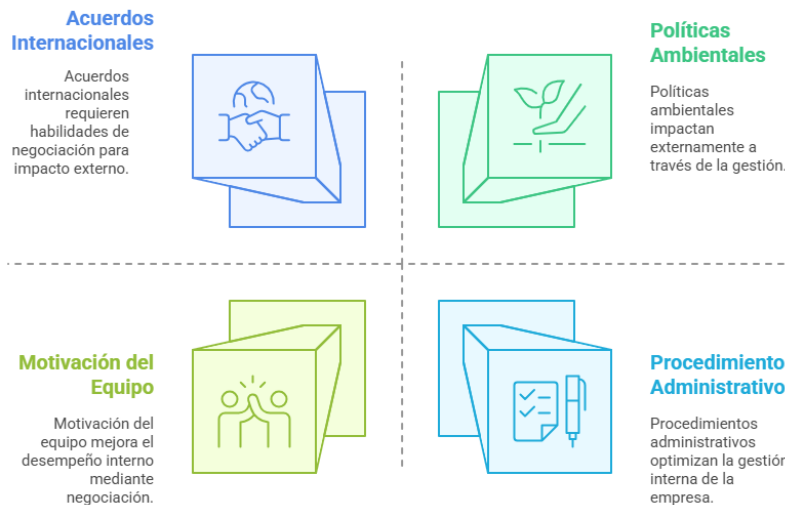 Acuerdos
Internacionales
Acuerdos
internacionales
requieren
habilidades de
negociación para
impacto externo.
Políticas
Ambientales
Políticas
ambientales
impactan
externamente a
través de la gestión.
Motivación del
Equipo
Motivación del
equipo mejora el
desempeño interno
mediante
negociación.
Procedimiento
Administrativo
Procedimientos
administrativos
optimizan la gestión
interna de la
empresa.